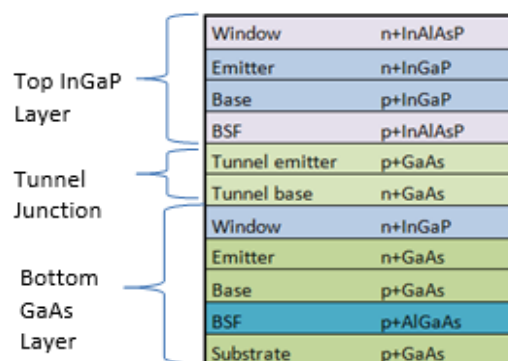 Top InGaP
Layer
Tunnel
Junction
Bottom
GaAs
Layer
Window n+InAlAsP
Emitter n+InGaP
Base p+InGaP
BSF p+InAlAsP
Tunnel emitter p+GaAs
Tunnel base n+GaAs
Window n+InGaP
Emitter n+GaAs
Base p+GaAs
BSF p+AlGaAs
Substrate p+GaAs